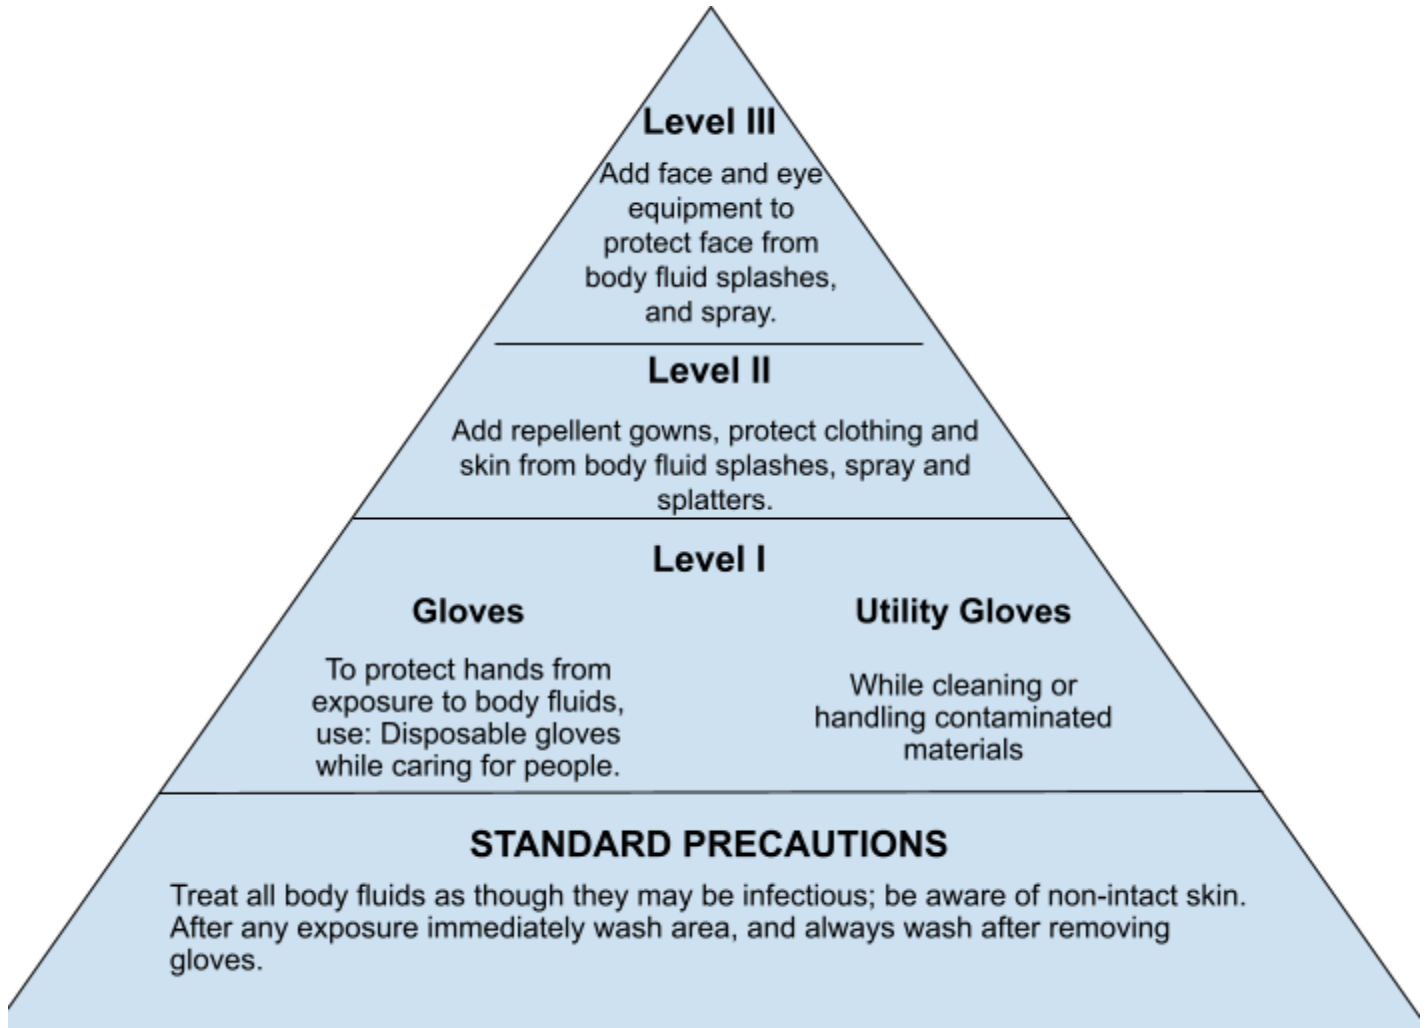 Level III
Add face and eye
equipment to
protect face from
body fluid splashes,
and spray.
Level II
Add repellent gowns, protect clothing and
skin from body fluid splashes, spray and
splatters.
Level I
Gloves
To protect hands from
exposure to body fluids,
use: Disposable gloves
while caring for people.
Utility Gloves
While cleaning or
handling contaminated
materials
STANDARD PRECAUTIONS
Treat all body fluids as though they may be infectious; be aware of non-intact skin.
After any exposure immediately wash area, and always wash after removing
gloves.